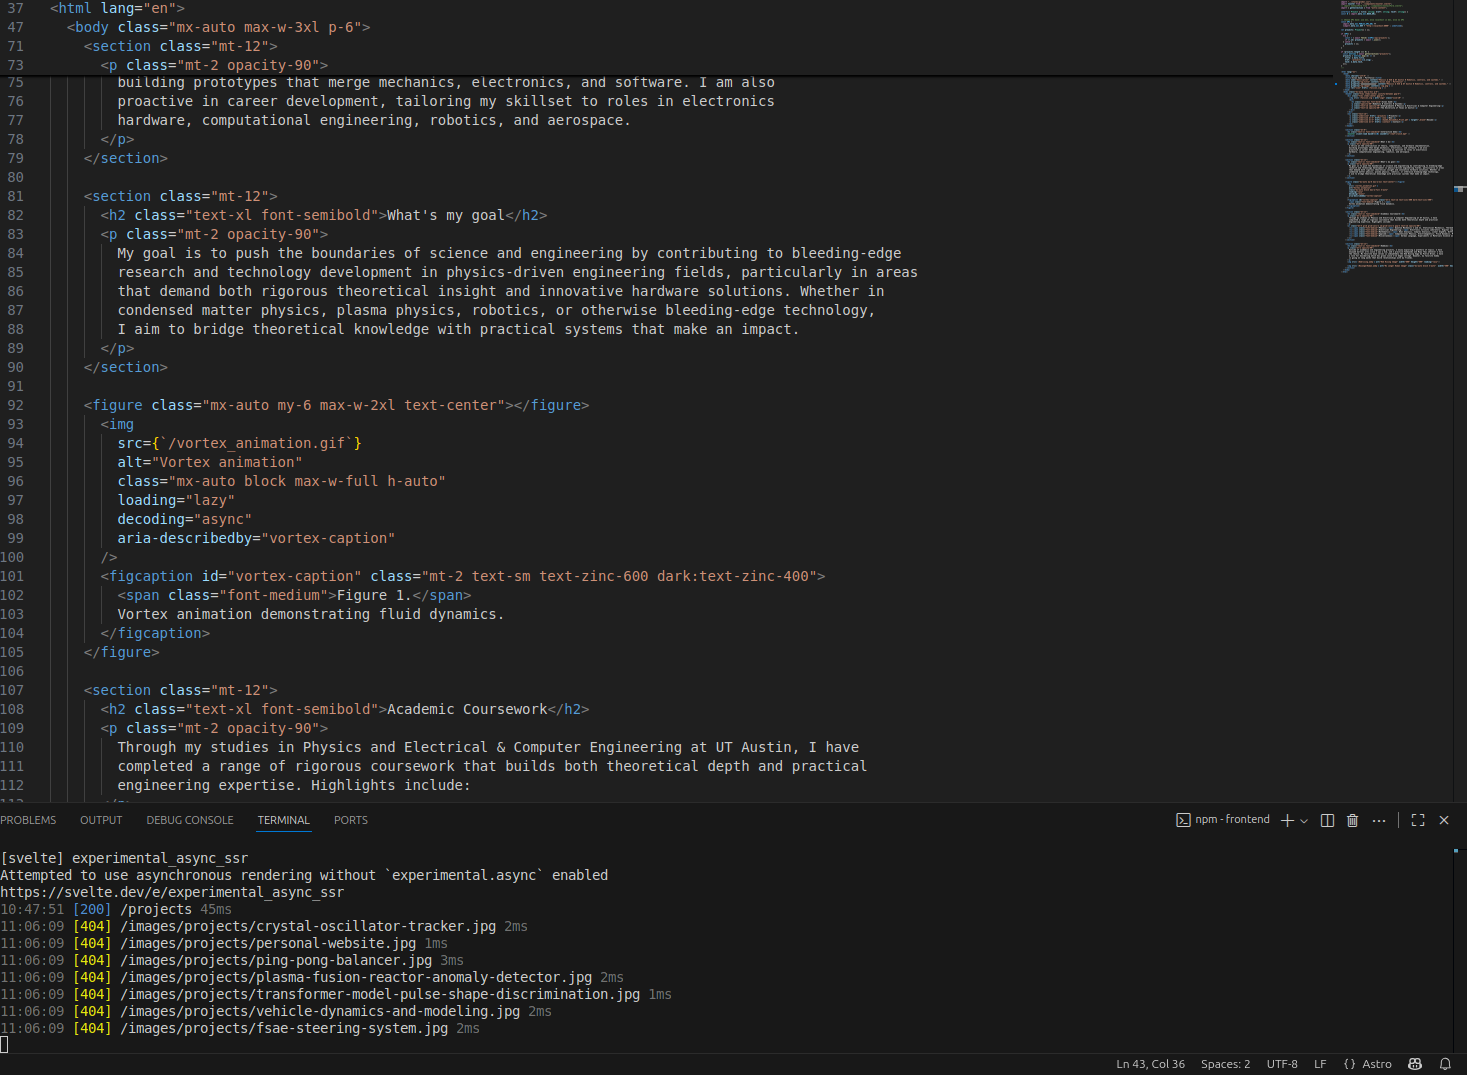 37 <html lang="en">
47 <body class="mx-auto max-w-3xl p-6">
71 <section class="mt-12">
73 <p class="mt-2 opacity-90">
75 building prototypes that merge mechanics, electronics, and software. I am also
76 proactive in career development, tailoring my skillset to roles in electronics
77 hardware, computational engineering, robotics, and aerospace.
78 </p>
79 </section>
80
81 <section class="mt-12">
82 <h2 class="text-xl font-semibold">What's my goal</h2>
83 <p class="mt-2 opacity-90">
84 My goal is to push the boundaries of science and engineering by contributing to bleeding-edge
85 research and technology development in physics-driven engineering fields, particularly in areas
86 that demand both rigorous theoretical insight and innovative hardware solutions. Whether in
87 condensed matter physics, plasma physics, robotics, or otherwise bleeding-edge technology,
88 I aim to bridge theoretical knowledge with practical systems that make an impact.
89 </p>
90 </section>
91
92 <figure class="mx-auto my-6 max-w-2xl text-center"></figure>
93 <img
94 src={`/vortex_animation.gif`}
95 alt="Vortex animation"
96 class="mx-auto block max-w-full h-auto"
97 loading="lazy"
98 decoding="async"
99 aria-describedby="vortex-caption"
100 />
101 <figcaption id="vortex-caption" class="mt-2 text-sm text-zinc-600 dark:text-zinc-400">
102 <span class="font-medium">Figure 1.</span>
103 Vortex animation demonstrating fluid dynamics.
104 </figcaption>
105 </figure>
106
107 <section class="mt-12">
108 <h2 class="text-xl font-semibold">Academic Coursework</h2>
109 <p class="mt-2 opacity-90">
110 Through my studies in Physics and Electrical & Computer Engineering at UT Austin, I have
111 completed a range of rigorous coursework that builds both theoretical depth and practical
112 engineering expertise. Highlights include:
PROBLEMS OUTPUT DEBUG CONSOLE TERMINAL PORTS npm - frontend
[svelte] experimental_async_ssr
Attempted to use asynchronous rendering without `experimental.async` enabled
https://svelte.dev/e/experimental_async_ssr
10:47:51 [200] /projects 45ms
11:06:09 [404] /images/projects/crystal-oscillator-tracker.jpg 2ms
11:06:09 [404] /images/projects/personal-website.jpg 1ms
11:06:09 [404] /images/projects/ping-pong-balancer.jpg 3ms
11:06:09 [404] /images/projects/plasma-fusion-reactor-anomaly-detector.jpg 2ms
11:06:09 [404] /images/projects/transformer-model-pulse-shape-discrimination.jpg 1ms
11:06:09 [404] /images/projects/vehicle-dynamics-and-modeling.jpg 2ms
11:06:09 [404] /images/projects/fsae-steering-system.jpg 2ms
Ln 43, Col 36 Spaces: 2 UTF-8 LF {} Astro